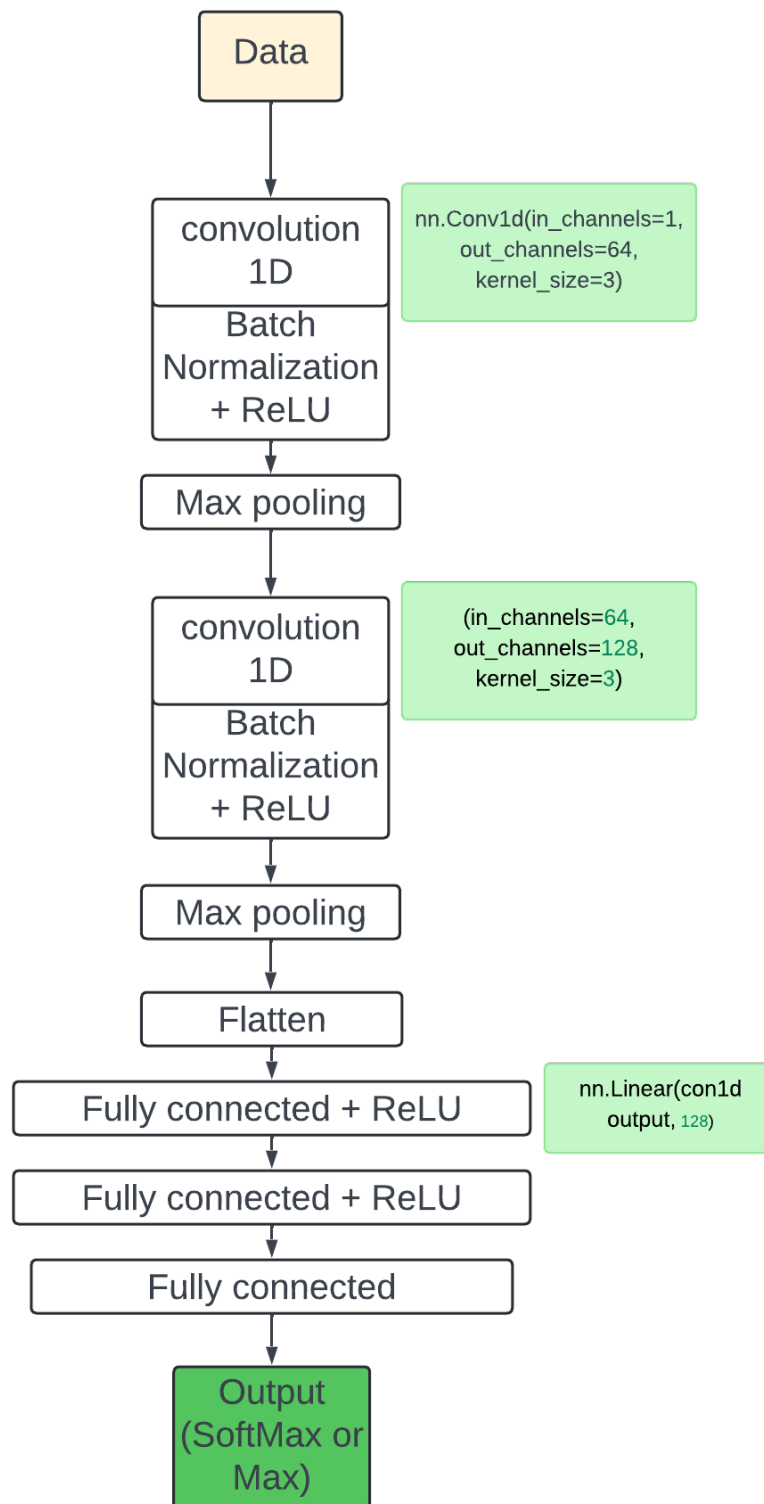 Data
convolution
1D
nn.Conv1d(in_channels=1,
out_channels=64,
kernel_size=3)
Batch
Normalization
+ ReLU
Max pooling
convolution
1D
(in_channels=64,
out_channels=128,
kernel_size=3)
Batch
Normalization
+ ReLU
Max pooling
Flatten
Fully connected + ReLU
nn.Linear(con1d
output, 128)
Fully connected + ReLU
Fully connected
Output
(SoftMax or
Max)